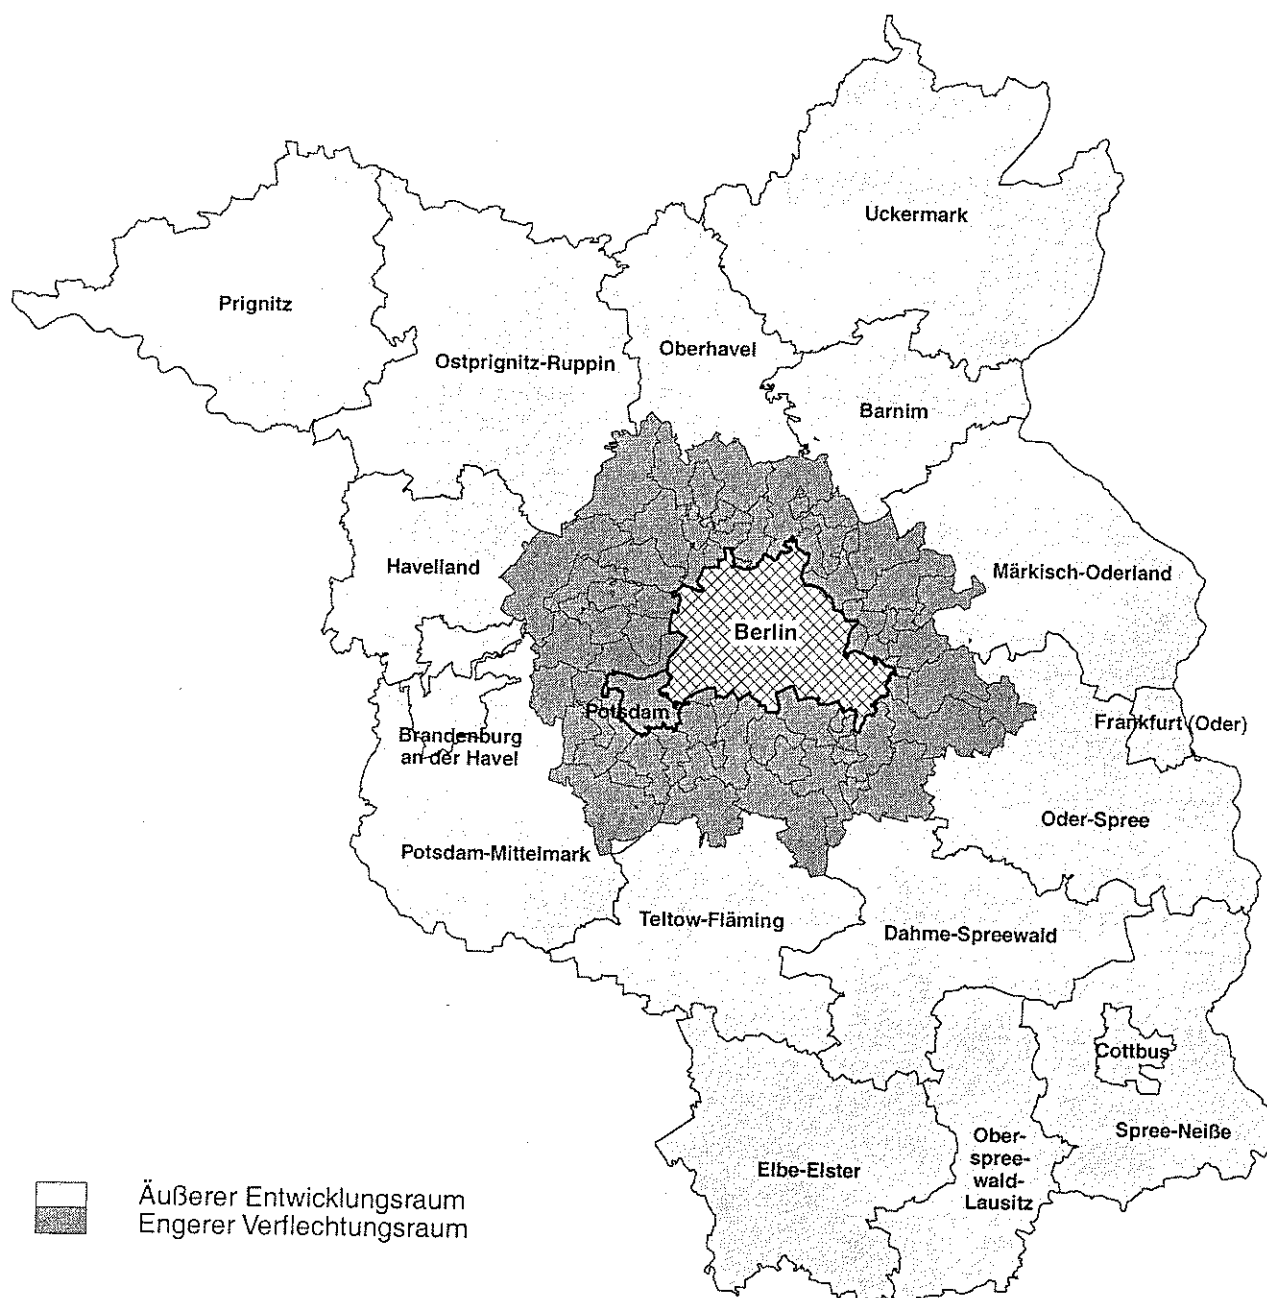 Uckermark
Prignitz
Oberhavel
Ostprignitz-Ruppin
Barnim
Havelland
Märkisch-Oderland
Berlin
Potsdam
Frankfurt (Oder)
Brandenburg
an der Havel
Oder-Spree
Potsdam-Mittelmark
Teltow-Fläming
Dahme-Spreewald
Cottbus
Spree-Neiße
Ober-
spree-
wald-
Lausitz
Elbe-Elster
Äußerer Entwicklungsraum
Engerer Verflechtungsraum